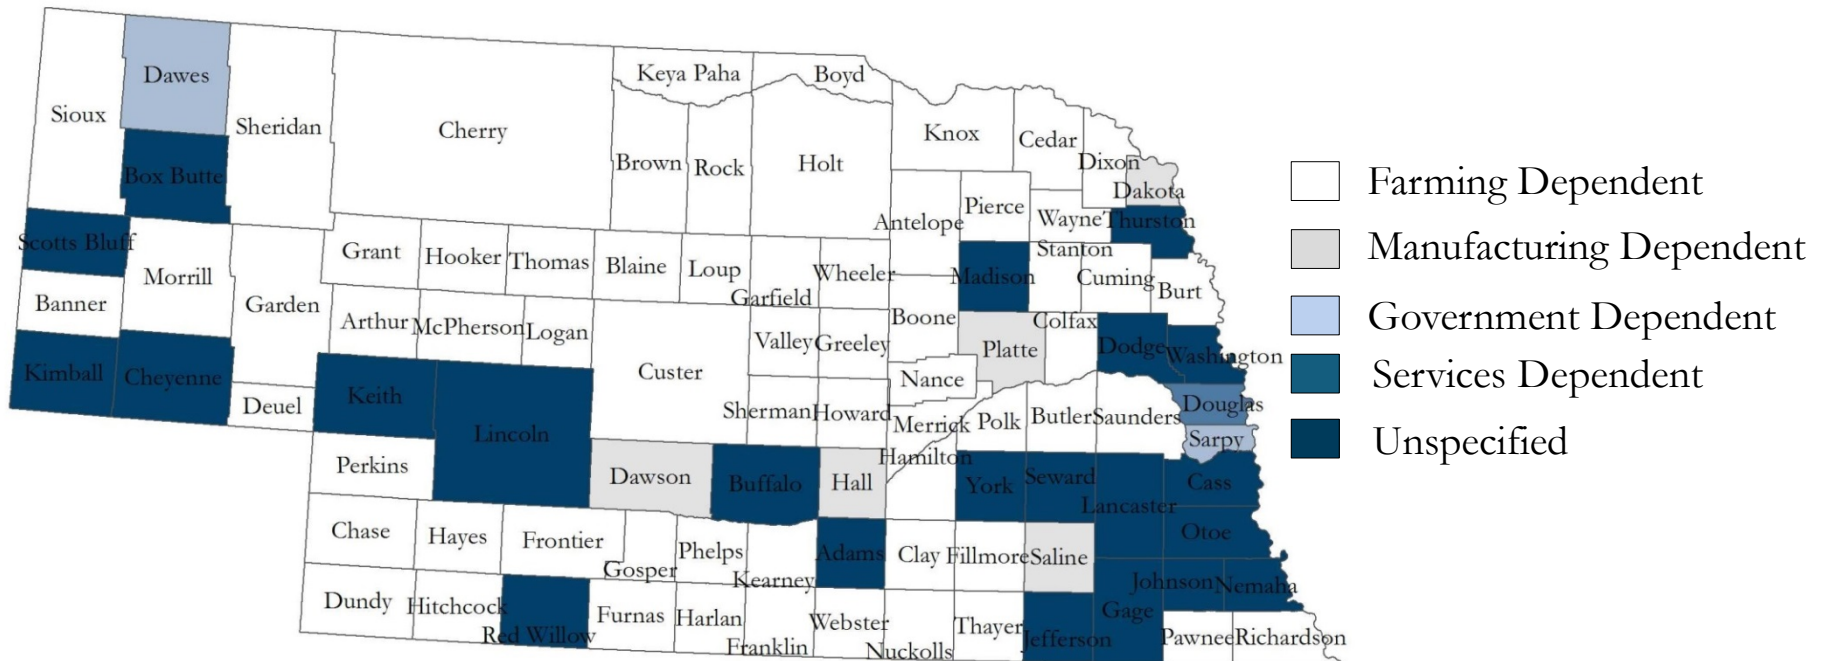 Sioux
Dawes
Box Butte
Sheridan
Cherry
Keya Paha
Boyd
Brown
Rock
Holt
Knox
Cedar
Dixon
Dakota
Antelope
Pierce
Wayne
Thurston
Scotts Bluff
Morrill
Banner
Garden
Grant
Hooker
Thomas
Blaine
Loup
Garfield
Wheeler
Madison
Stanton
Cuming
Burt
Kimball
Cheyenne
Deuel
Arthur
McPherson
Logan
Custer
Valley
Greeley
Boone
Platte
Colfax
Dodge
Washington
Nance
Keith
Lincoln
Sherman
Howard
Merrick
Polk
Butler
Saunders
Douglas
Sarpy
Perkins
Dawson
Buffalo
Hall
Hamilton
York
Seward
Lancaster
Cass
Otoe
Chase
Hayes
Frontier
Gosper
Phelps
Kearney
Adams
Clay
Fillmore
Saline
Johnson
Nemaha
Gage
Dundy
Hitchcock
Red Willow
Furnas
Harlan
Franklin
Webster
Nuckolls
Thayer
Jefferson
Pawnee
Richardson
Farming Dependent
Manufacturing Dependent
Government Dependent
Services Dependent
Unspecified